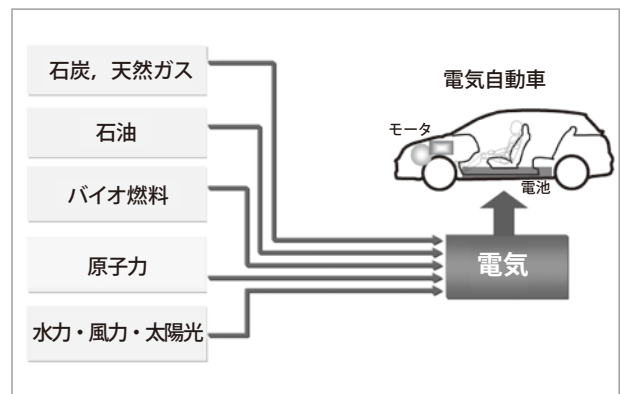 石炭，天然ガス
石油
バイオ燃料
原子力
水力・風力・太陽光
電気自動車
モータ
電池
電気